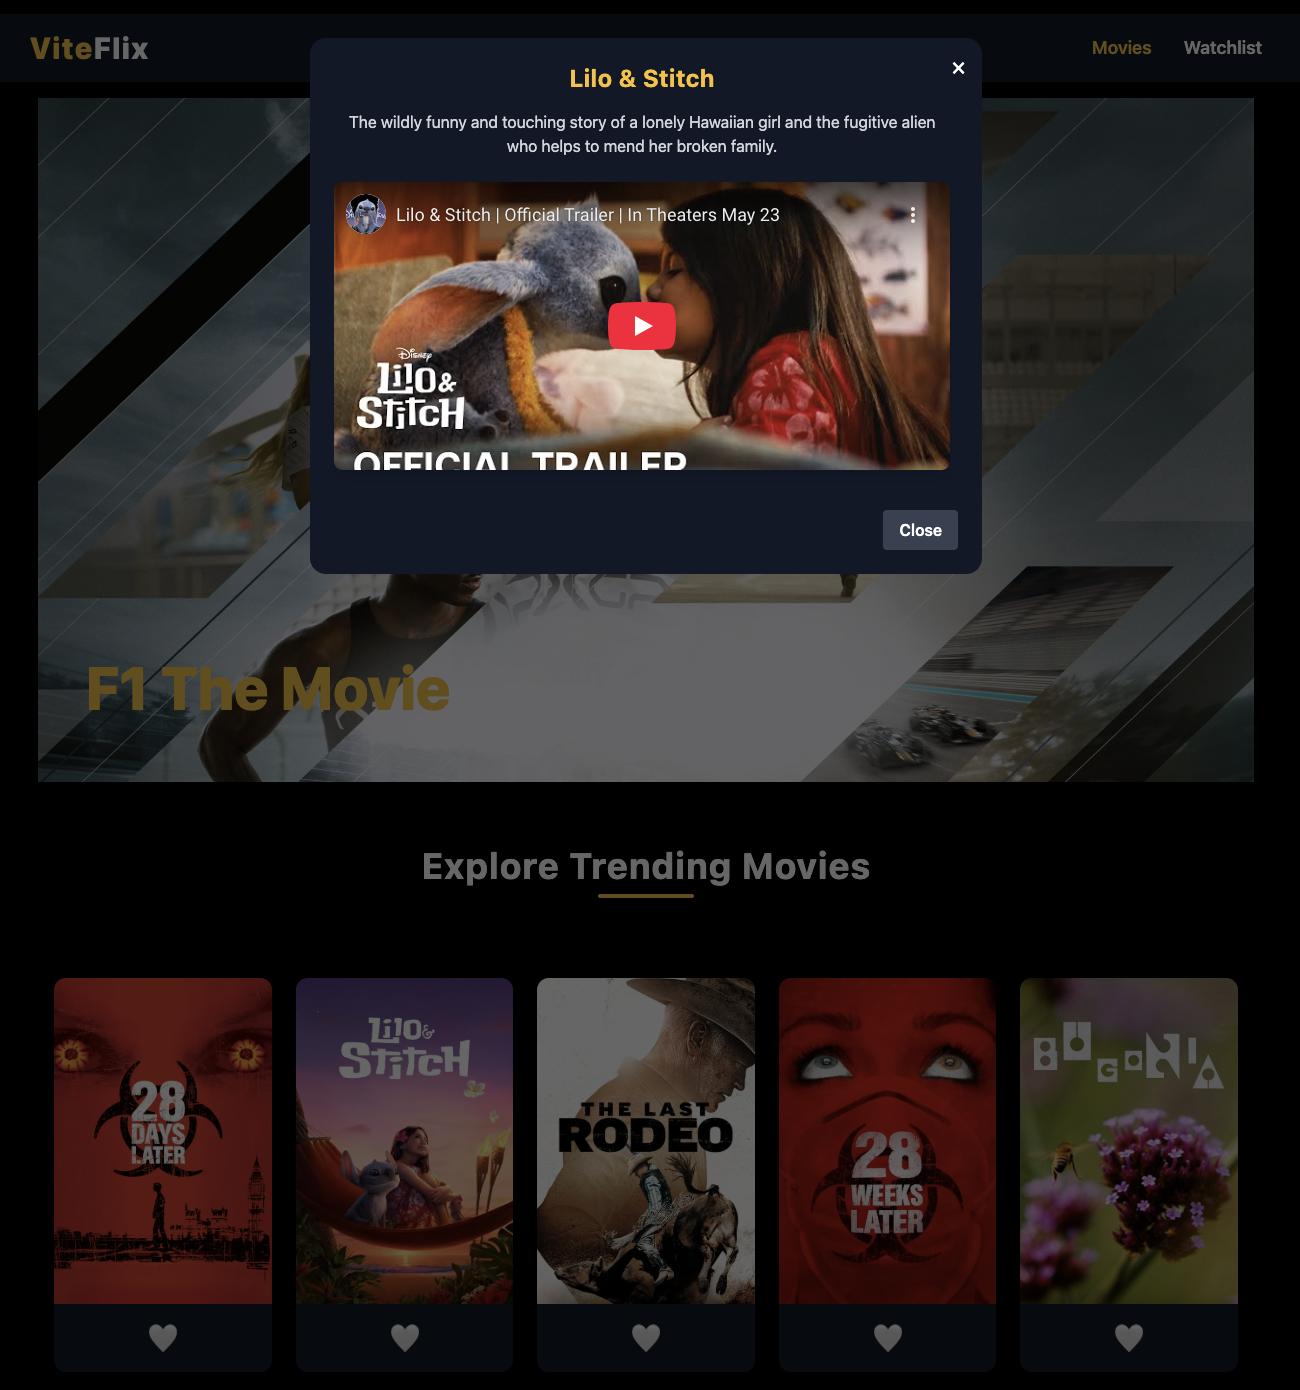 ViteFlix
Movies
Watchlist
Lilo & Stitch
×
The wildly funny and touching story of a lonely Hawaiian girl and the fugitive alien
who helps to mend her broken family.
Lilo & Stitch | Official Trailer | In Theaters May 23
Disney
LiLO &
STiTCH
OFFICIAL TRAILER
Close
F1 The Movie
Explore Trending Movies
28
DAYS
LATER
LiLO &
STiTCH
THE LAST
RODEO
28
WEEKS
LATER
BUGONIA